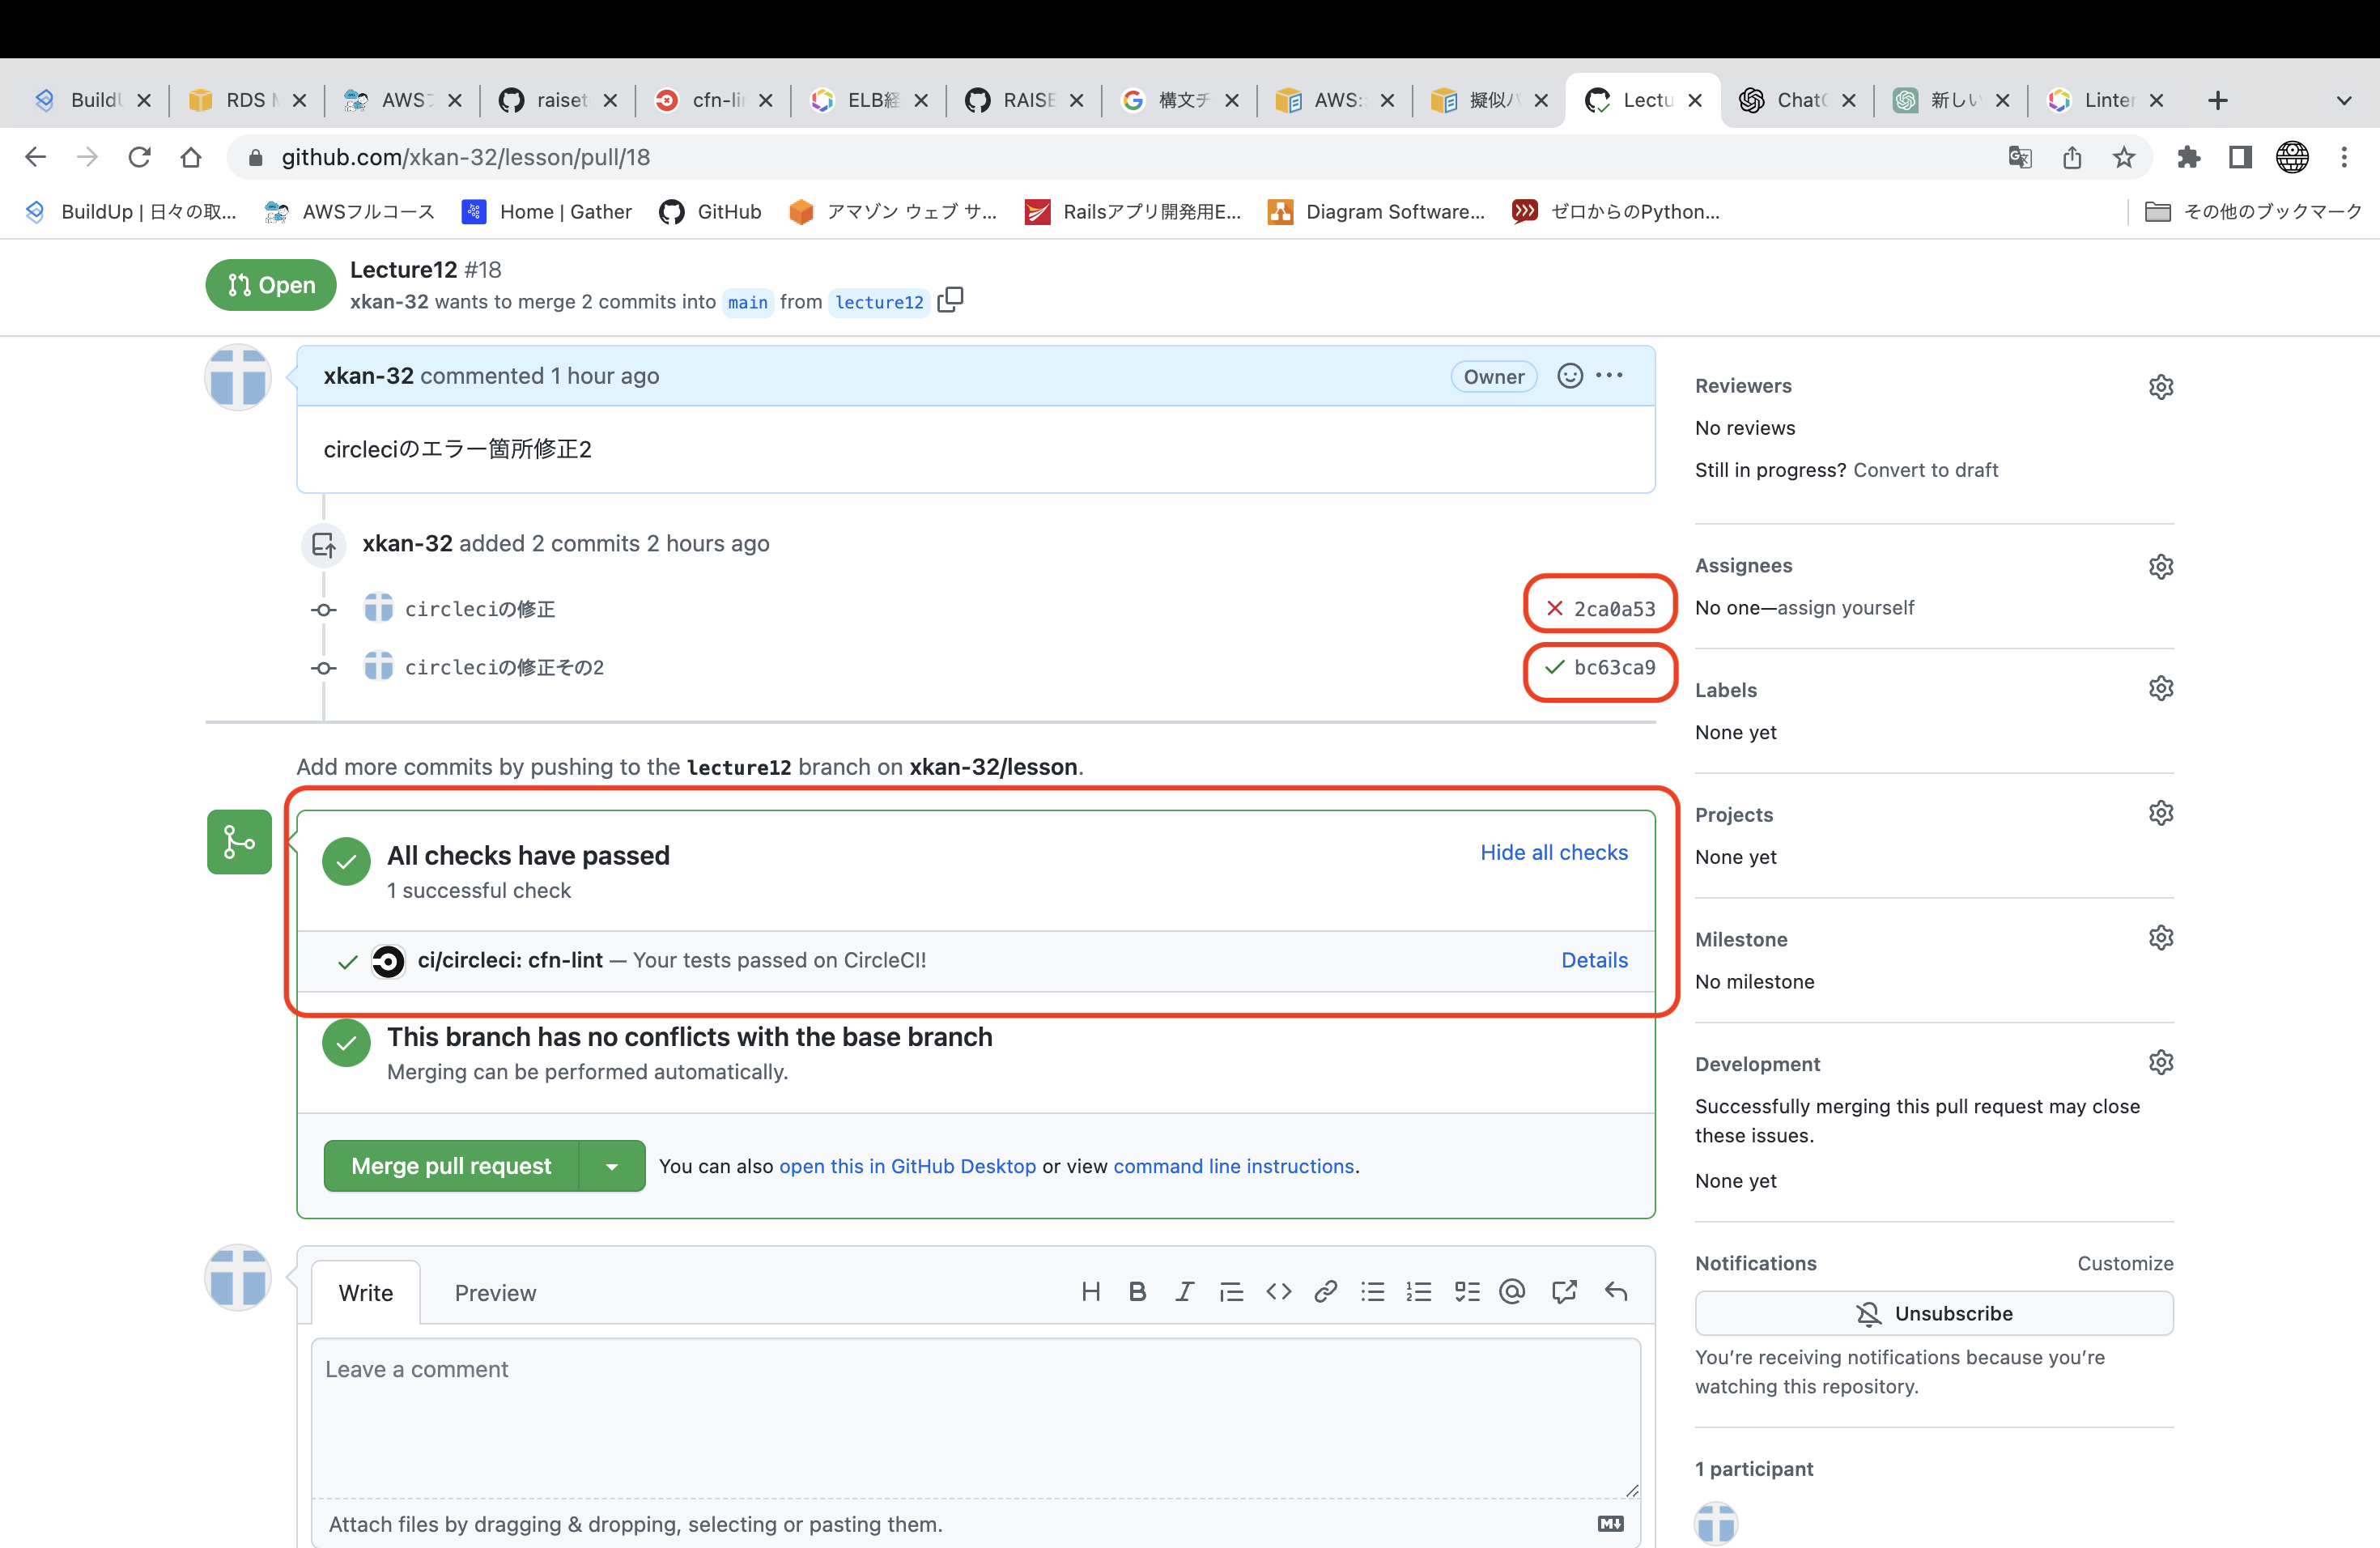 BuildU
RDS M
AWSフ
raiset
cfn-lin
ELB経
RAISE
構文チ
AWS::
擬似パ
Lectu
ChatG
新しい
Linter
github.com/xkan-32/lesson/pull/18
BuildUp | 日々の取...
AWSフルコース
Home | Gather
GitHub
アマゾン ウェブ サ...
Railsアプリ開発用E...
Diagram Software...
ゼロからのPython...
その他のブックマーク
Open
Lecture12 #18
xkan-32 wants to merge 2 commits into main from lecture12
xkan-32 commented 1 hour ago
Owner
circleciのエラー箇所修正2
xkan-32 added 2 commits 2 hours ago
circleciの修正
2ca0a53
circleciの修正その2
bc63ca9
Add more commits by pushing to the lecture12 branch on xkan-32/lesson.
All checks have passed
Hide all checks
1 successful check
ci/circleci: cfn-lint — Your tests passed on CircleCI!
Details
This branch has no conflicts with the base branch
Merging can be performed automatically.
Merge pull request
You can also open this in GitHub Desktop or view command line instructions.
Write
Preview
Leave a comment
Attach files by dragging & dropping, selecting or pasting them.
Reviewers
No reviews
Still in progress? Convert to draft
Assignees
No one—assign yourself
Labels
None yet
Projects
None yet
Milestone
No milestone
Development
Successfully merging this pull request may close
these issues.
None yet
Notifications
Customize
Unsubscribe
You're receiving notifications because you're
watching this repository.
1 participant